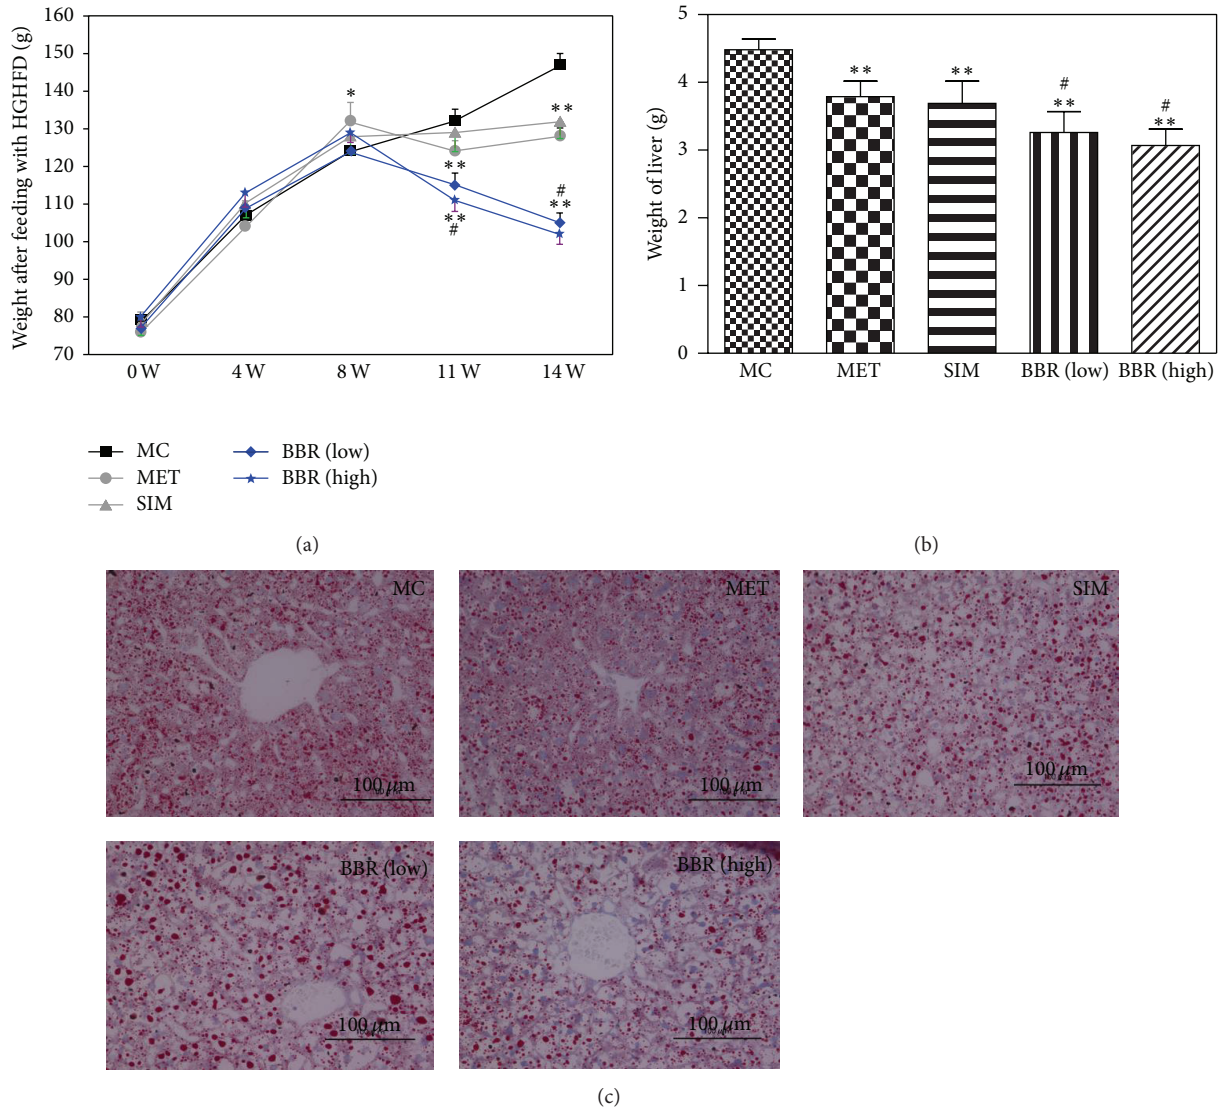 Weight after feeding with HGHFD (g)
160
150
140
130
120
110
100
90
80
70
*
**
**
**
#
#
**
0 W
4 W
8 W
11 W
14 W
MC
MET
SIM
BBR (low)
BBR (high)
(a)
Weight of liver (g)
5
4
3
2
1
0
**
**
#
**
#
**
MC
MET
SIM
BBR (low)
BBR (high)
(b)
MC
100 μm
MET
100 μm
SIM
100 μm
BBR (low)
100 μm
BBR (high)
100 μm
(c)